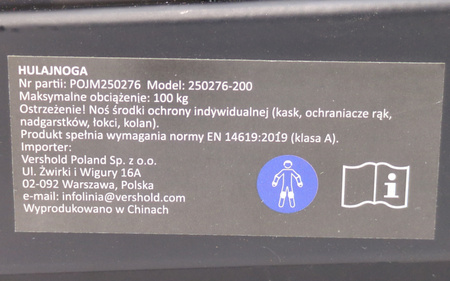 HULAJNOGA
Nr partii: POJM250276 Model: 250276-200
Maksymalne obciążenie: 100 kg
Ostrzeżenie! Noś środki ochrony indywidualnej (kask, ochraniacze rąk,
nadgarstków, łokci, kolan).
Produkt spełnia wymagania normy EN 14619:2019 (klasa A).
Importer:
Vershold Poland Sp. z o.o.
Ul. Żwirki i Wigury 16A
02-092 Warszawa, Polska
e-mail: infolinia@vershold.com
Wyprodukowano w Chinach